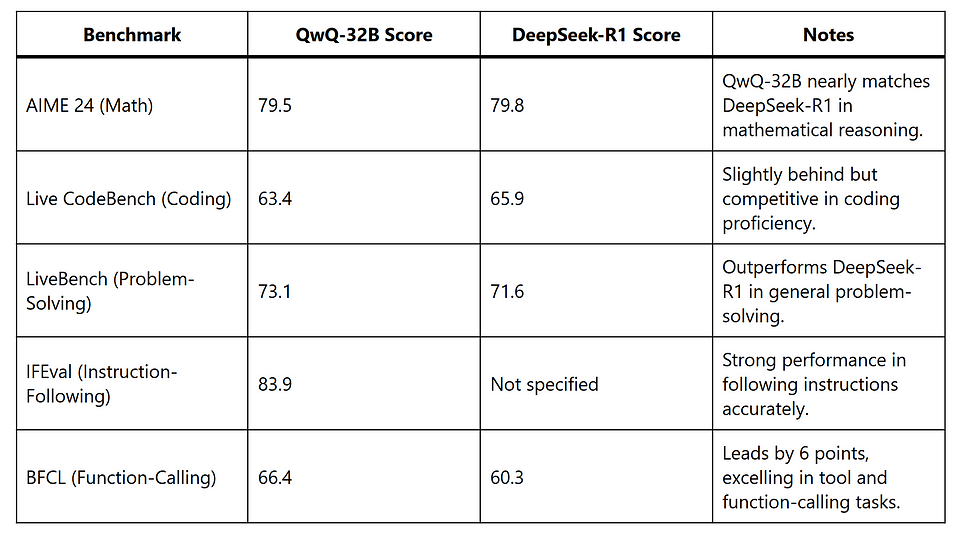 Benchmark
QwQ-32B Score
DeepSeek-R1 Score
Notes
AIME 24 (Math)
79.5
79.8
QwQ-32B nearly matches
DeepSeek-R1 in
mathematical reasoning.
Live CodeBench (Coding)
63.4
65.9
Slightly behind but
competitive in coding
proficiency.
LiveBench (Problem-
Solving)
73.1
71.6
Outperforms DeepSeek-
R1 in general problem-
solving.
IFEval (Instruction-
Following)
83.9
Not specified
Strong performance in
following instructions
accurately.
BFCL (Function-Calling)
66.4
60.3
Leads by 6 points,
excelling in tool and
function-calling tasks.